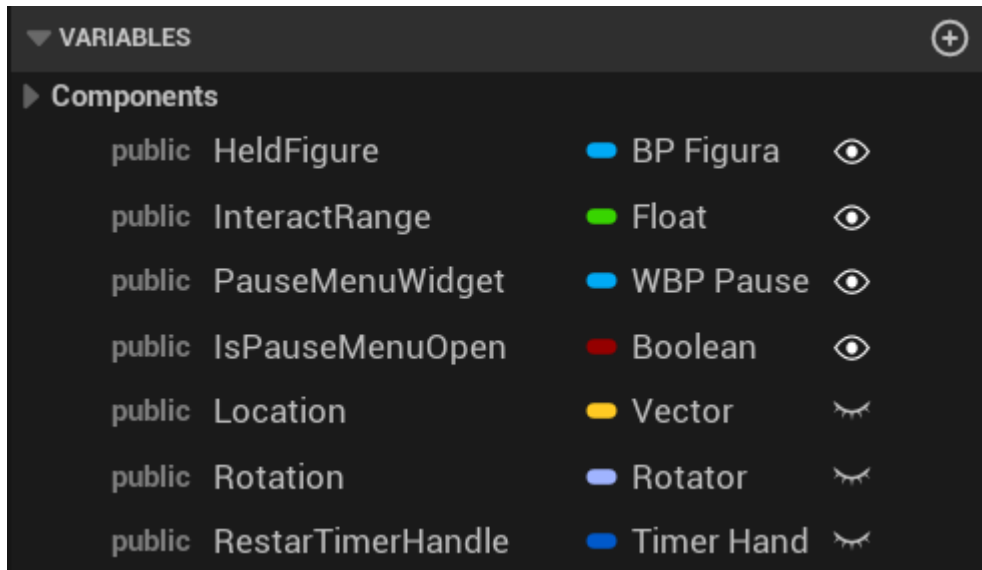 VARIABLES
Components
public HeldFigure BP Figura
public InteractRange Float
public PauseMenuWidget WBP Pause
public IsPauseMenuOpen Boolean
public Location Vector
public Rotation Rotator
public RestarTimerHandle Timer Hand